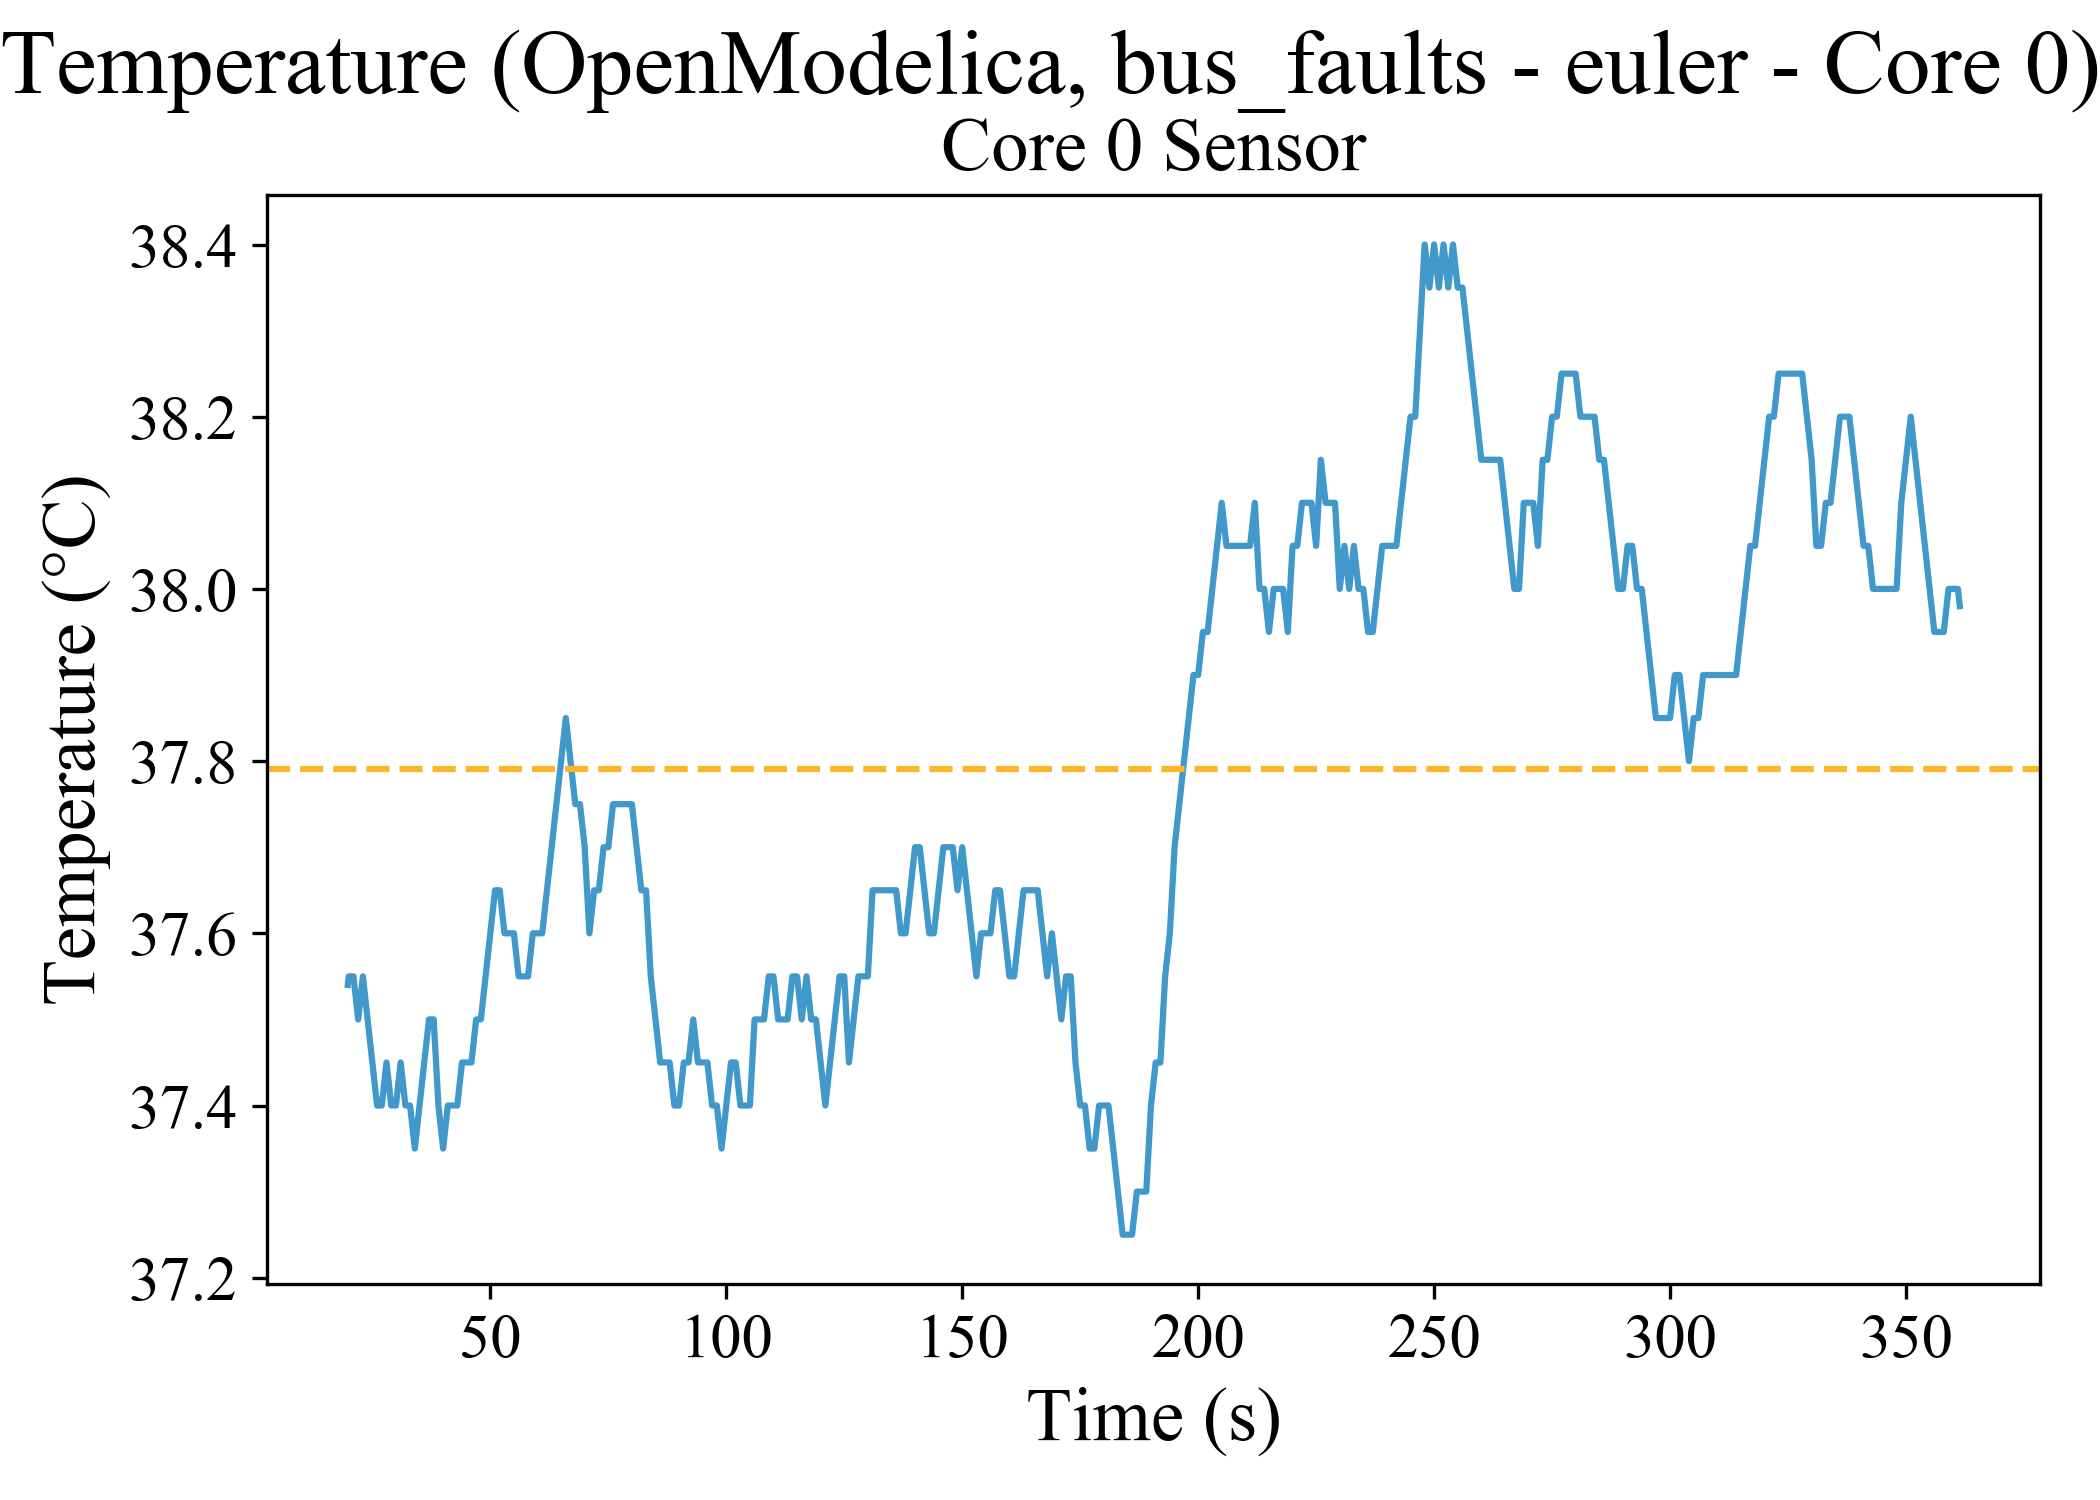 Temperature (OpenModelica, bus_faults - euler - Core 0)
Core 0 Sensor
38.4
38.2
38.0
37.8
37.6
37.4
37.2
Temperature (°C)
50 100 150 200 250 300 350
Time (s)